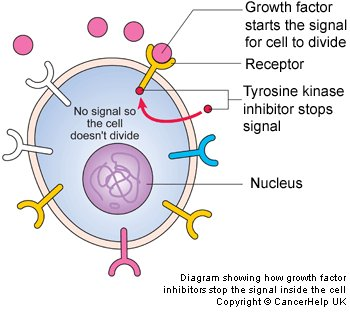 Growth factor
starts the signal
for cell to divide
Receptor
Tyrosine kinase
inhibitor stops
signal
No signal so
the cell
doesn't divide
Nucleus
Diagram showing how growth factor
inhibitors stop the signal inside the cell
Copyright © CancerHelp UK